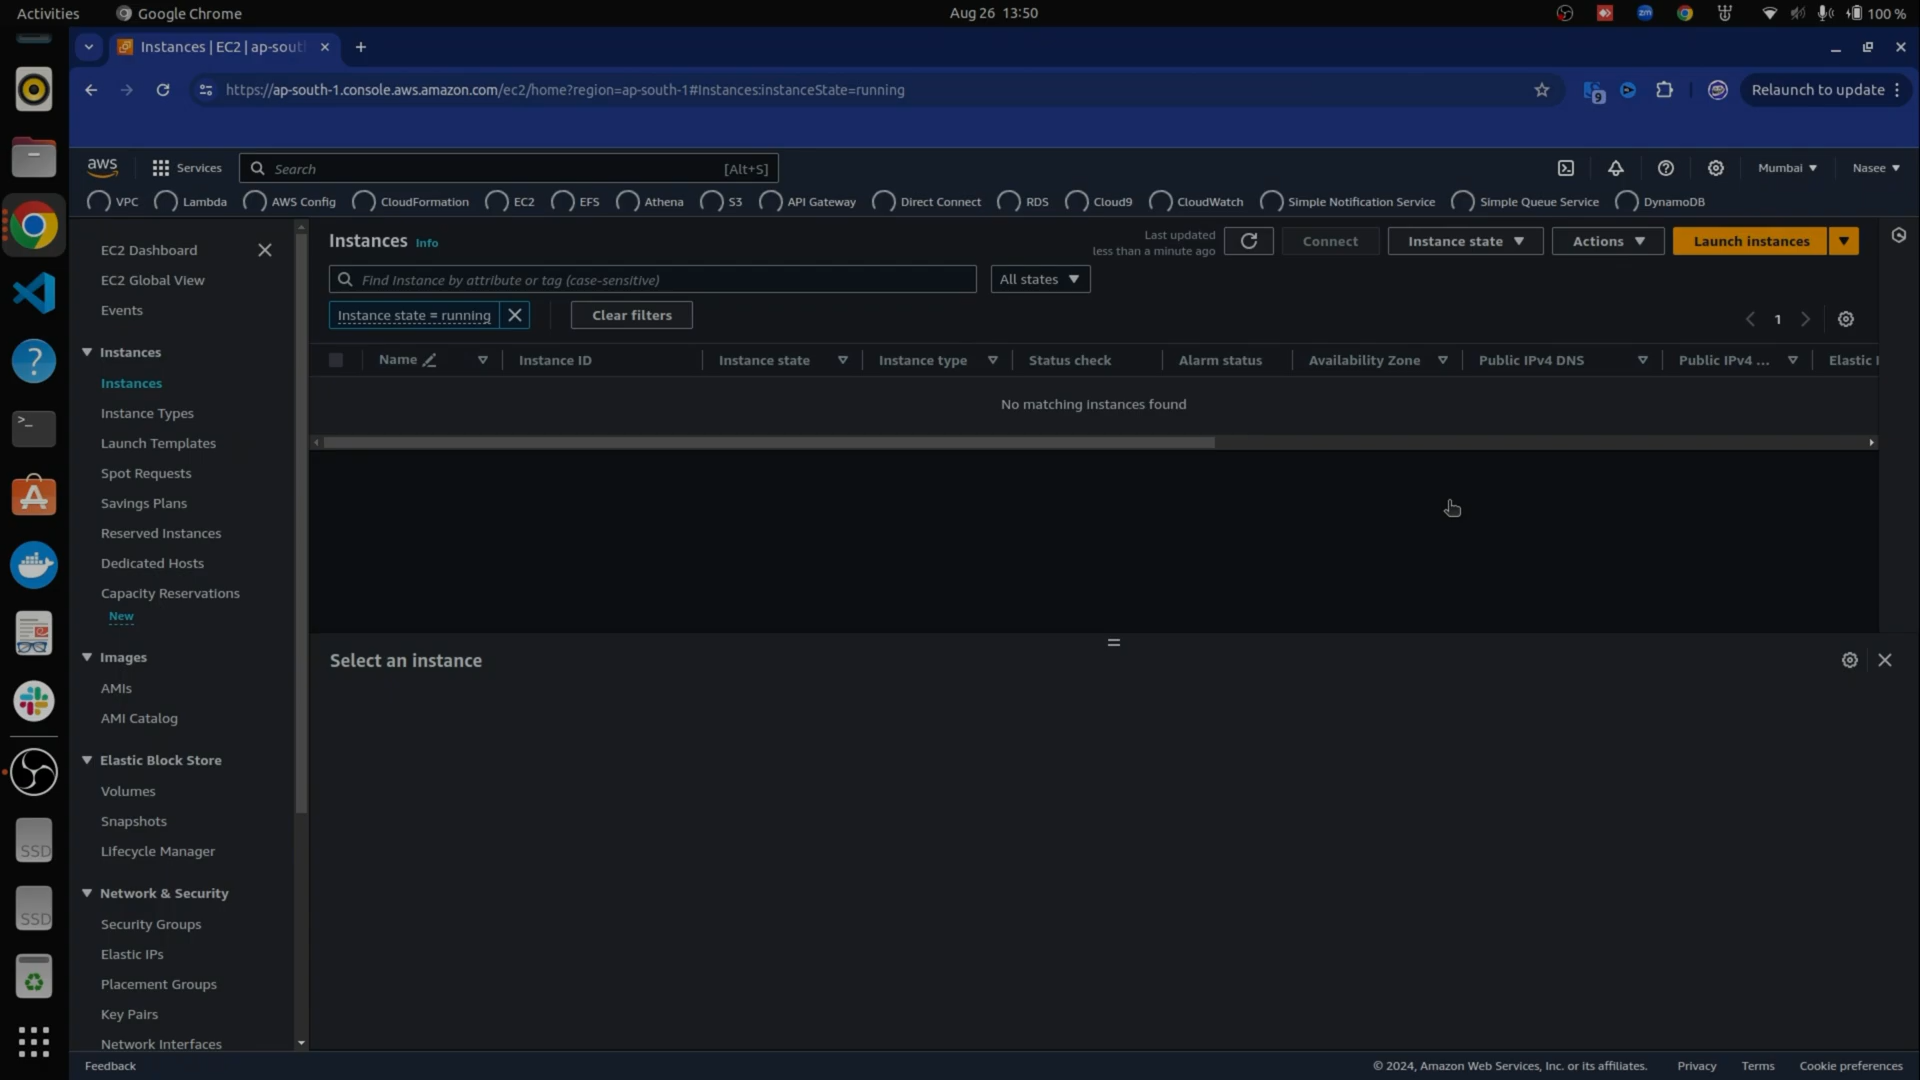 Activities
Google Chrome
Aug 26 13:50
zm
100 %
Instances | EC2 | ap-sout
https://ap-south-1.console.aws.amazon.com/ec2/home?region=ap-south-1#Instances:instanceState=running
9
Relaunch to update
aws
Services
Search
[Alt+S]
Mumbai
Nasee
VPC
Lambda
AWS Config
CloudFormation
EC2
EFS
Athena
S3
API Gateway
Direct Connect
RDS
Cloud9
CloudWatch
Simple Notification Service
Simple Queue Service
DynamoDB
EC2 Dashboard
EC2 Global View
Events
Instances
Instances
Instance Types
Launch Templates
Spot Requests
Savings Plans
Reserved Instances
Dedicated Hosts
Capacity Reservations
New
Images
AMIs
AMI Catalog
Elastic Block Store
Volumes
Snapshots
Lifecycle Manager
Network & Security
Security Groups
Elastic IPs
Placement Groups
Key Pairs
Network Interfaces
Instances Info
Last updated
less than a minute ago
Connect
Instance state
Actions
Launch instances
Find Instance by attribute or tag (case-sensitive)
All states
Instance state = running
Clear filters
1
Name
Instance ID
Instance state
Instance type
Status check
Alarm status
Availability Zone
Public IPv4 DNS
Public IPv4 ...
Elastic I
No matching instances found
Select an instance
SSD
SSD
Feedback
© 2024, Amazon Web Services, Inc. or its affiliates.
Privacy
Terms
Cookie preferences